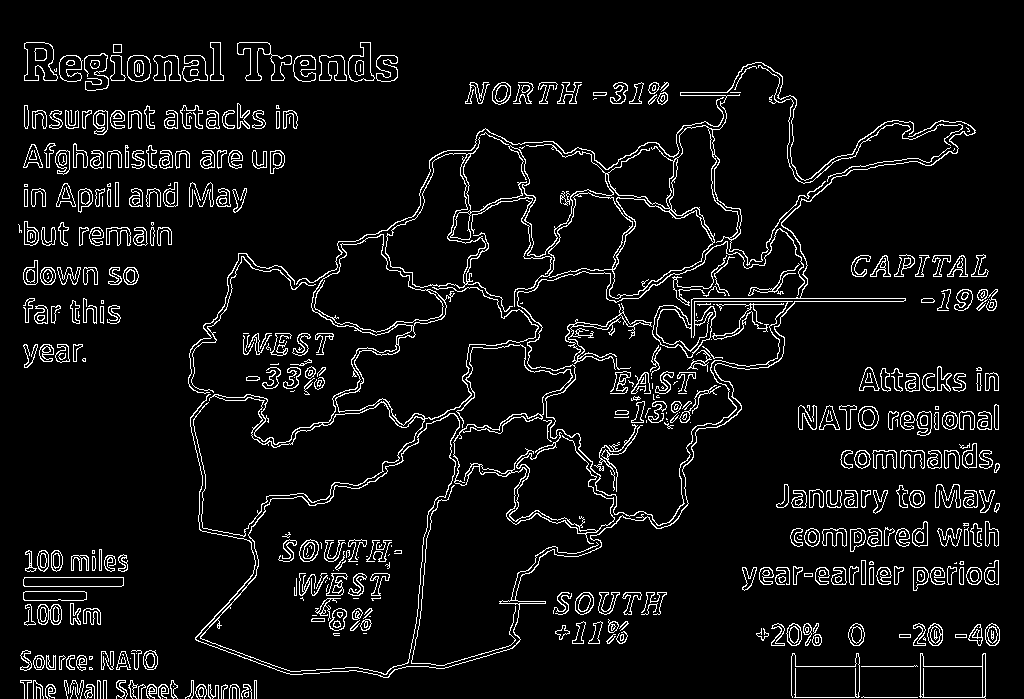 Regional Trends
Insurgent attacks in
Afghanistan are up
in April and May
but remain
down so
far this
year.
NORTH -31%
CAPITAL
-19%
WEST
-33%
EAST
-13%
Attacks in
NATO regional
commands,
January to May,
compared with
year-earlier period
SOUTH-
WEST
-8%
SOUTH
+11%
100 miles
100 km
+20% 0 -20 -40
Source: NATO
The Wall Street Journal